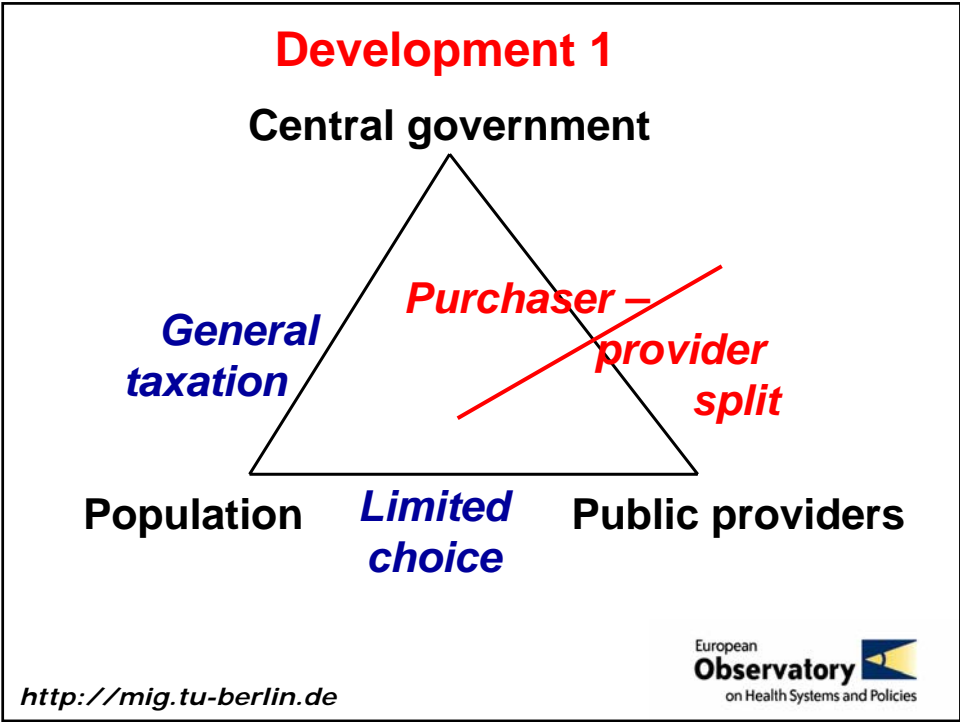 Development 1
Central government
Purchaser –
provider
split
General
taxation
Population
Limited
choice
Public providers
http://mig.tu-berlin.de
European
Observatory
on Health Systems and Policies